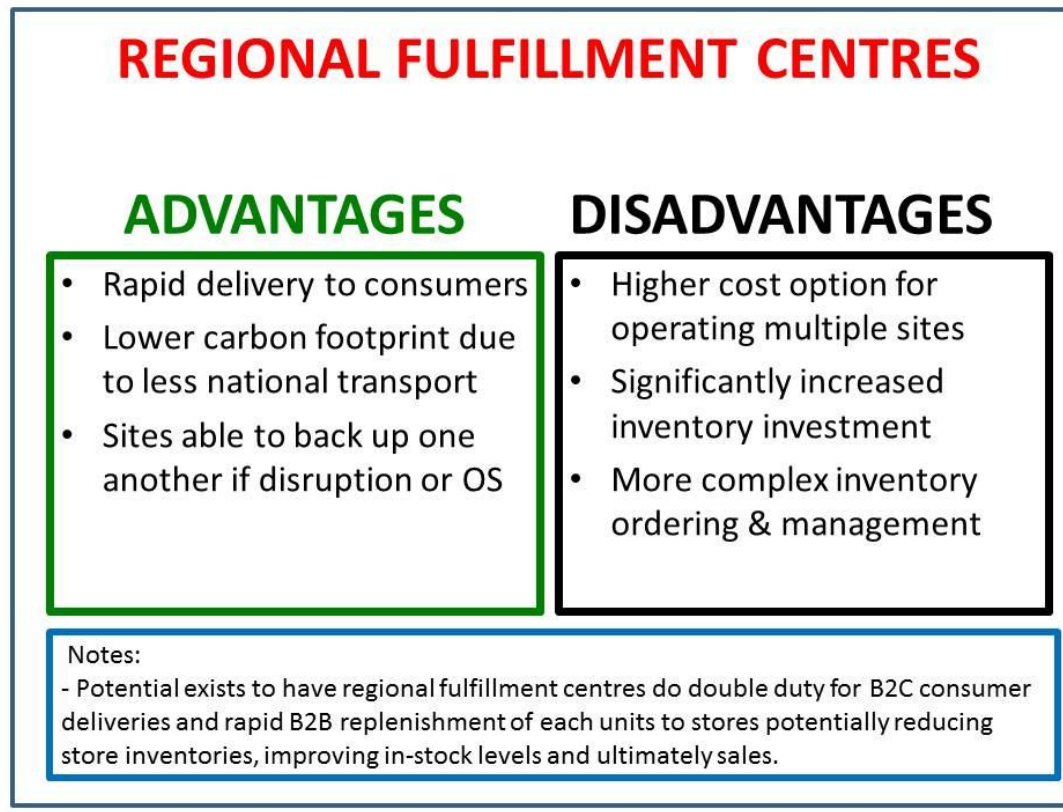 REGIONAL FULFILLMENT CENTRES
ADVANTAGES
• Rapid delivery to consumers
• Lower carbon footprint due
to less national transport
• Sites able to back up one
another if disruption or OS
DISADVANTAGES
• Higher cost option for
operating multiple sites
• Significantly increased
inventory investment
• More complex inventory
ordering & management
Notes:
- Potential exists to have regional fulfillment centres do double duty for B2C consumer
deliveries and rapid B2B replenishment of each units to stores potentially reducing
store inventories, improving in-stock levels and ultimately sales.